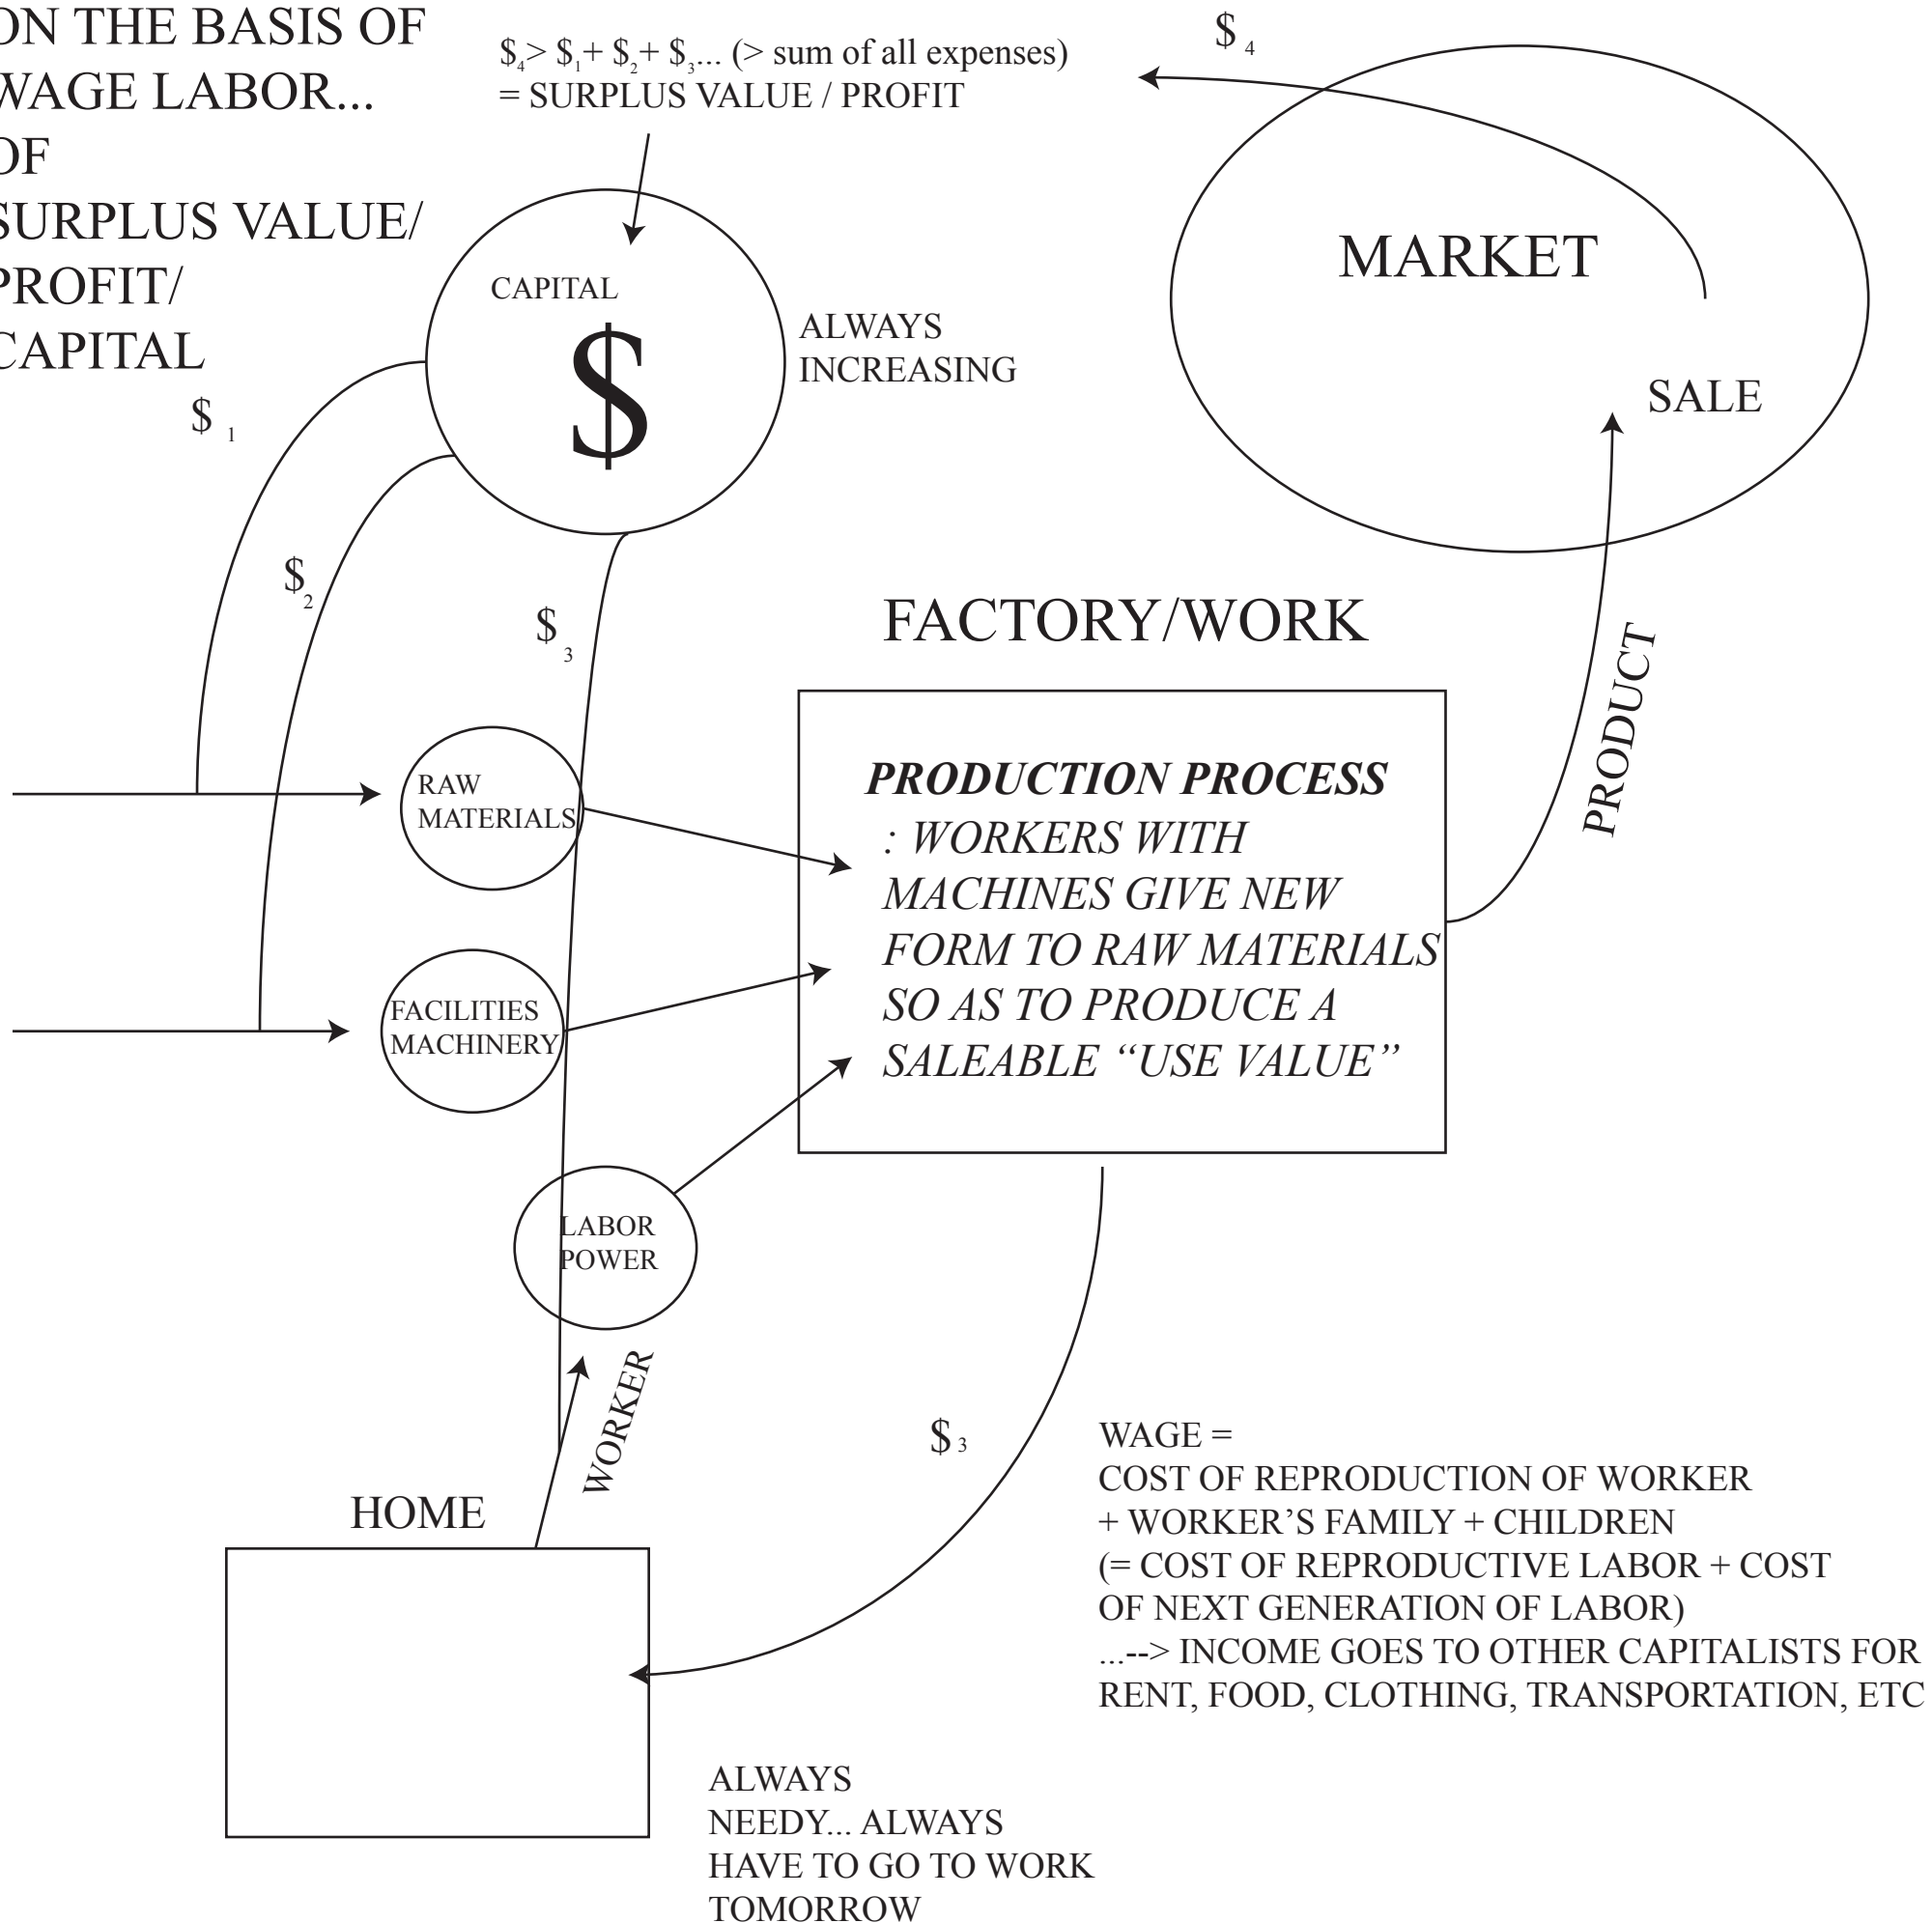 ON THE BASIS OF
WAGE LABOR...
OF
SURPLUS VALUE/
PROFIT/
CAPITAL
$4> $1+ $2+ $3... (> sum of all expenses)
= SURPLUS VALUE / PROFIT
$ 4
MARKET
SALE
CAPITAL
$
ALWAYS
INCREASING
$ 1
$2
$ 3
FACTORY/WORK
PRODUCT
RAW
MATERIALS
PRODUCTION PROCESS
: WORKERS WITH
MACHINES GIVE NEW
FORM TO RAW MATERIALS
SO AS TO PRODUCE A
SALEABLE “USE VALUE”
FACILITIES
MACHINERY
LABOR
POWER
WORKER
$ 3
HOME
WAGE =
COST OF REPRODUCTION OF WORKER
+ WORKER’S FAMILY + CHILDREN
(= COST OF REPRODUCTIVE LABOR + COST
OF NEXT GENERATION OF LABOR)
...--> INCOME GOES TO OTHER CAPITALISTS FOR
RENT, FOOD, CLOTHING, TRANSPORTATION, ETC
ALWAYS
NEEDY... ALWAYS
HAVE TO GO TO WORK
TOMORROW